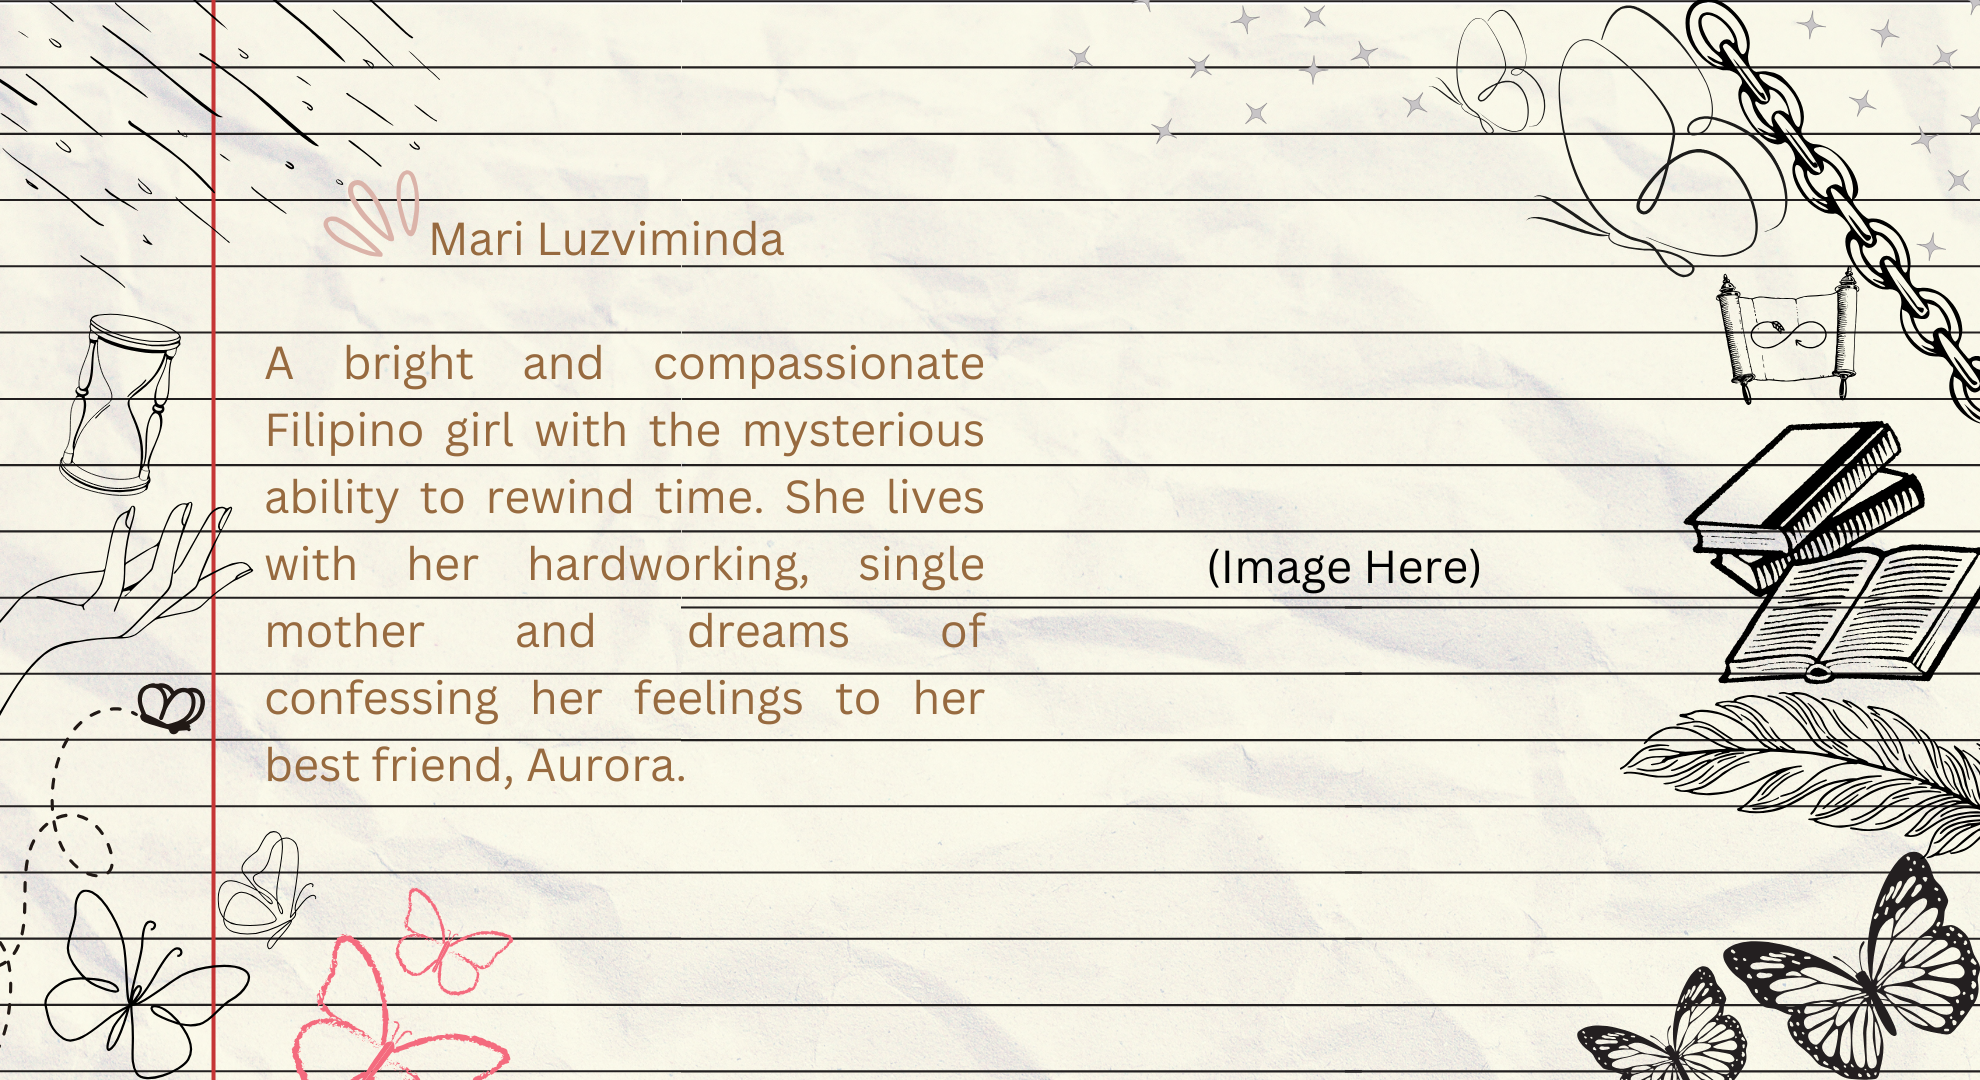 Mari Luzviminda
A bright and compassionate
Filipino girl with the mysterious
ability to rewind time. She lives
with her hardworking, single
mother and dreams of
confessing her feelings to her
best friend, Aurora.
(Image Here)